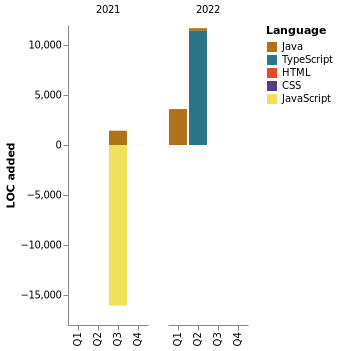 2021
2022
Language
Java
TypeScript
HTML
CSS
JavaScript
LOC added
10,000
5,000
0
−5,000
−10,000
−15,000
Q1
Q2
Q3
Q4
Q1
Q2
Q3
Q4